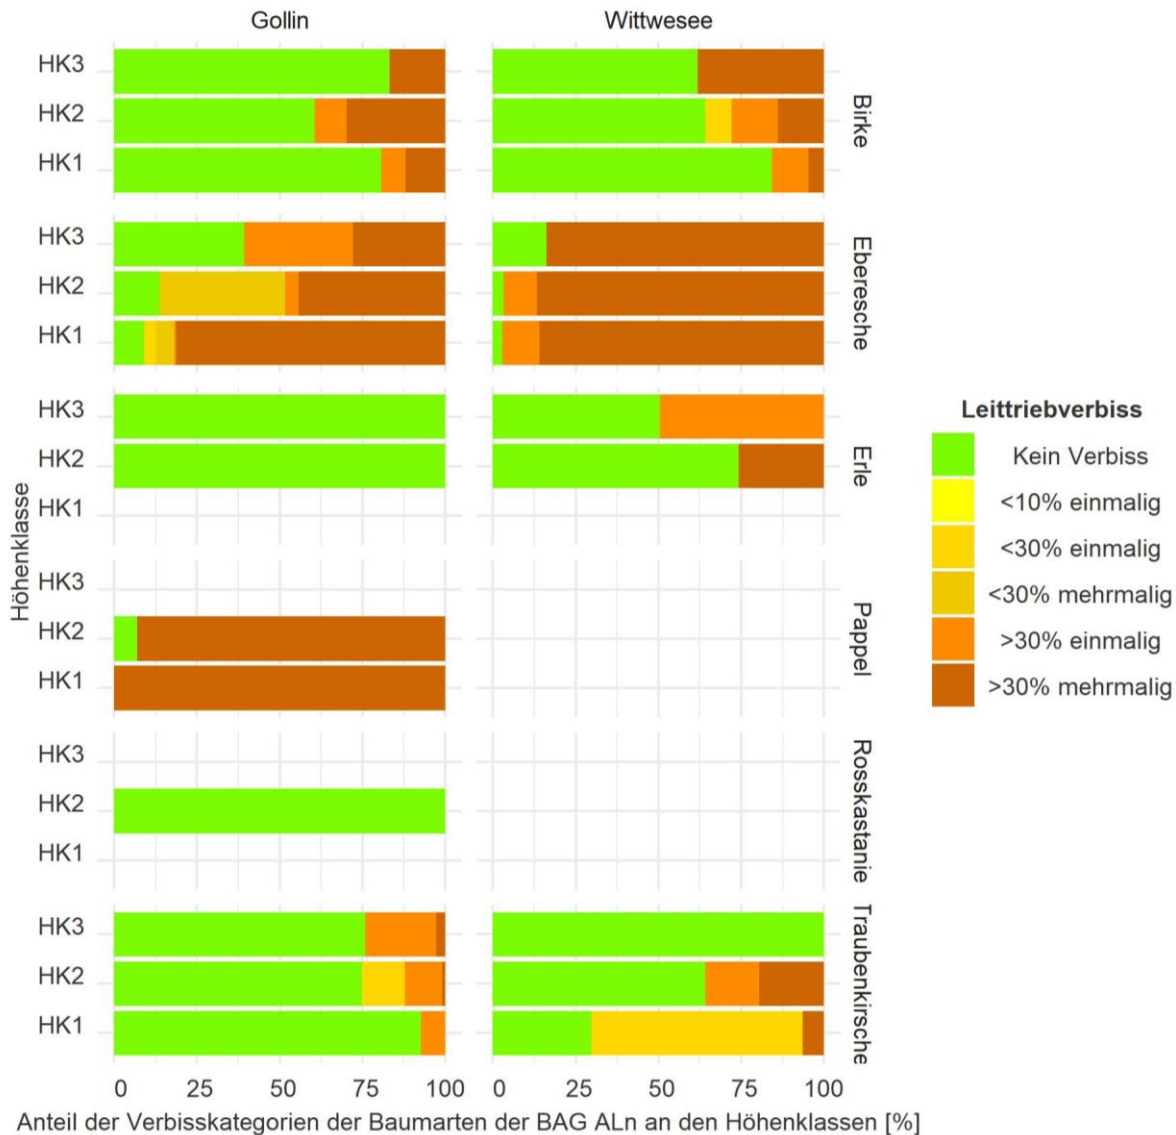 Gollin
Wittwesee
Höhenklasse
HK3
HK2
HK1
Birke
HK3
HK2
HK1
Eberesche
HK3
HK2
HK1
Erle
HK3
HK2
HK1
Pappel
HK3
HK2
HK1
Rosskastanie
HK3
HK2
HK1
Traubenkirsche
0 25 50 75 100
0 25 50 75 100
Anteil der Verbisskategorien der Baumarten der BAG ALn an den Höhenklassen [%]
Leittriebverbiss
Kein Verbiss
<10% einmalig
<30% einmalig
<30% mehrmalig
>30% einmalig
>30% mehrmalig